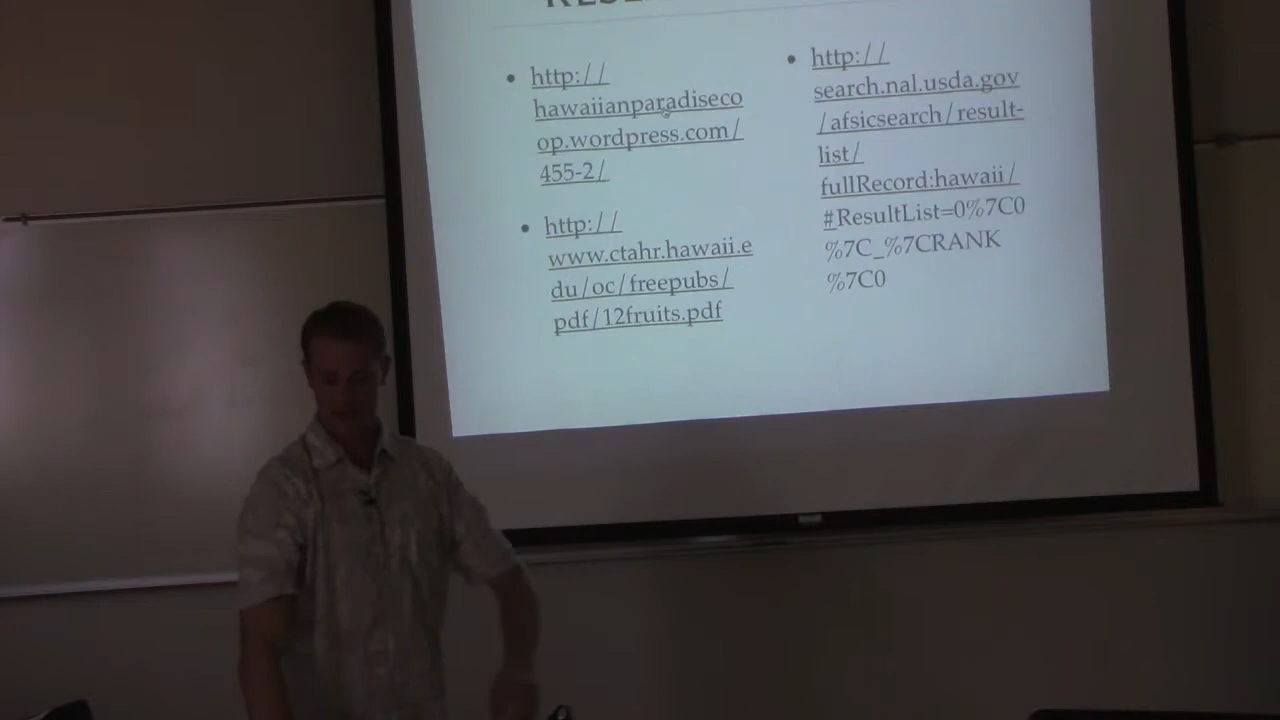 http://
hawaiianparadiseco
op.wordpress.com/
455-2/
http://
www.ctahr.hawaii.e
du/oc/freepubs/
pdf/12fruits.pdf
http://
search.nal.usda.gov
/afsicsearch/result-
list/
fullRecord:hawaii/
#ResultList=0%7C0
%7C_%7CRANK
%7C0